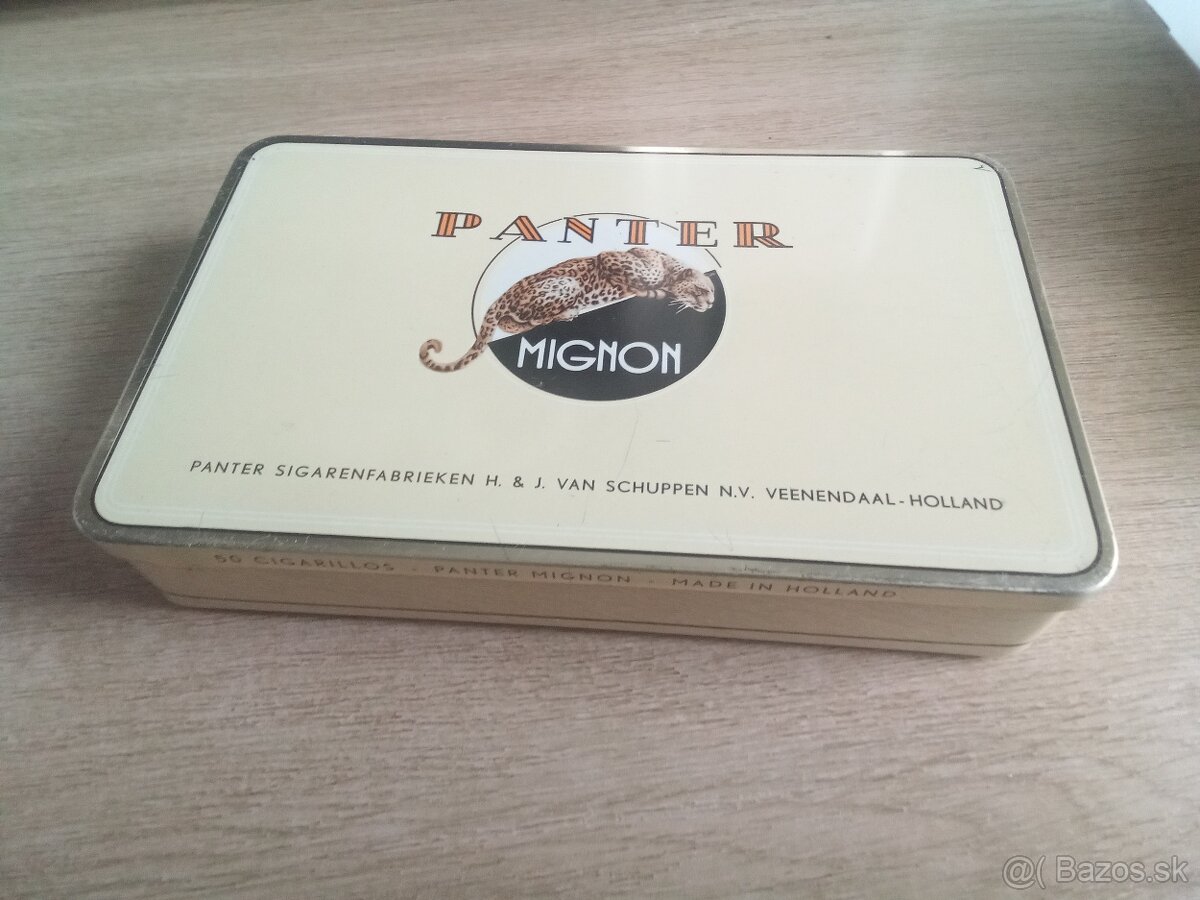 PANTER
MIGNON
PANTER SIGARENFABRIEKEN H. & J. VAN SCHUPPEN N.V. VEENENDAAL-HOLLAND
50 CIGARILLOS - PANTER MIGNON - MADE IN HOLLAND
@( Bazos.sk